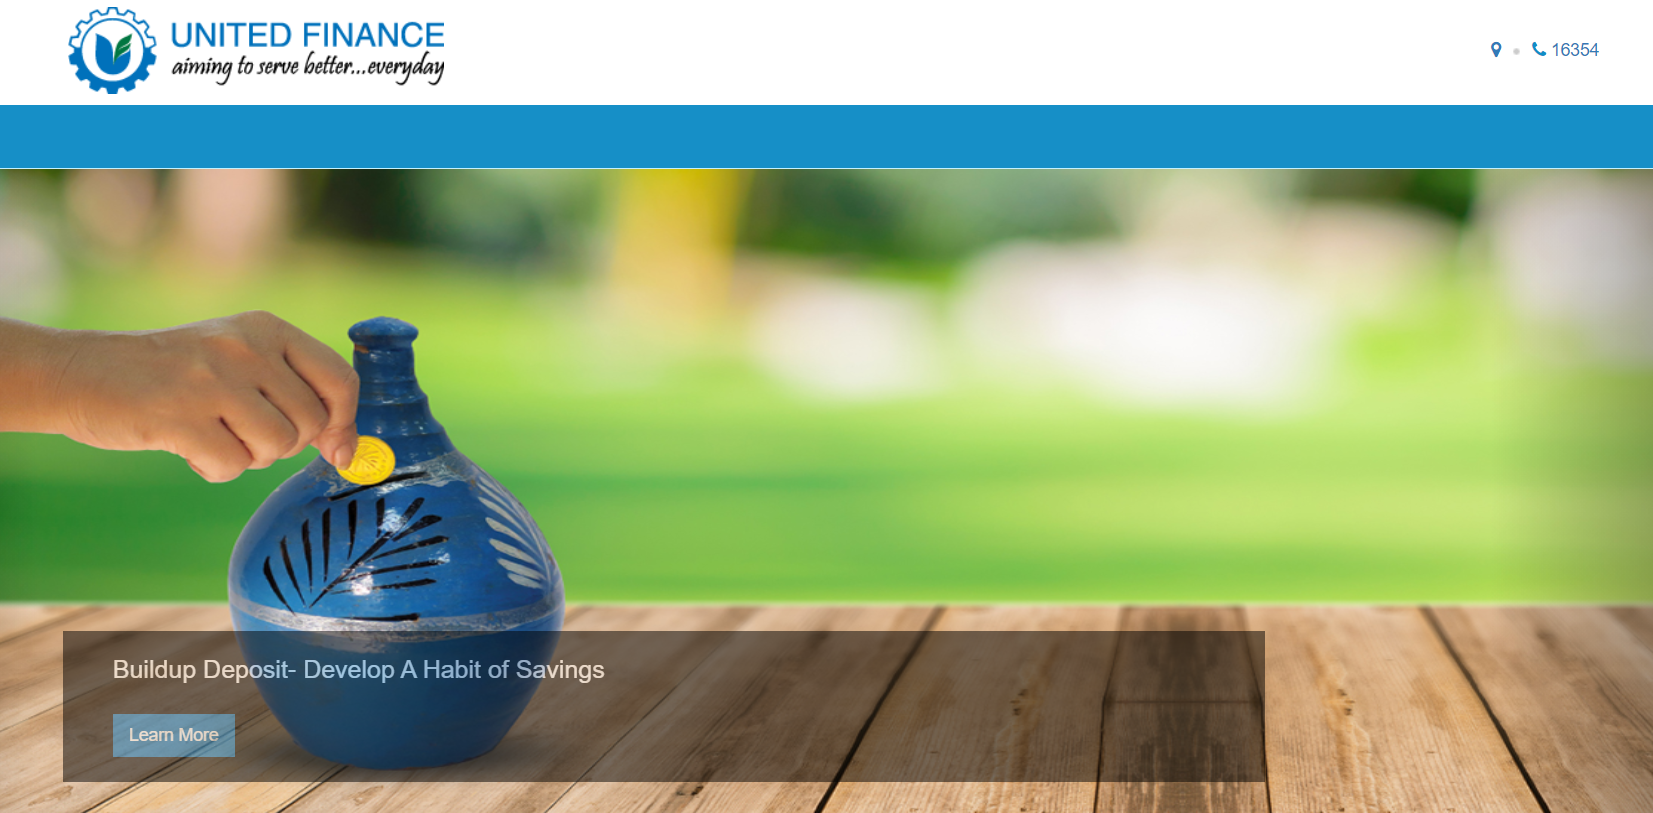 UNITED FINANCE
aiming to serve better...everyday
16354
Buildup Deposit- Develop A Habit of Savings
Learn More